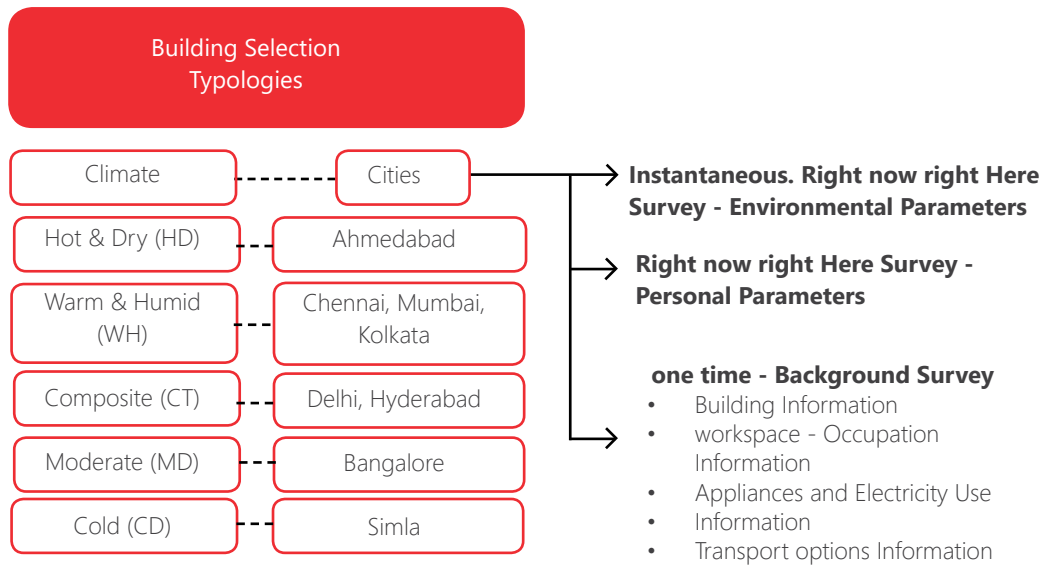 Building Selection
Typologies
Climate
Cities
Instantaneous. Right now right Here
Survey - Environmental Parameters
Hot & Dry (HD)
Ahmedabad
Right now right Here Survey -
Personal Parameters
Warm & Humid
(WH)
Chennai, Mumbai,
Kolkata
Composite (CT)
Delhi, Hyderabad
Moderate (MD)
Bangalore
Cold (CD)
Simla
one time - Background Survey
• Building Information
• workspace - Occupation
Information
• Appliances and Electricity Use
• Information
• Transport options Information